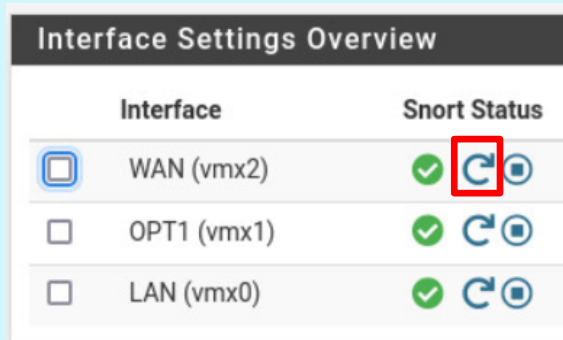 Interface Settings Overview
Interface Snort Status
WAN (vmx2)
OPT1 (vmx1)
LAN (vmx0)